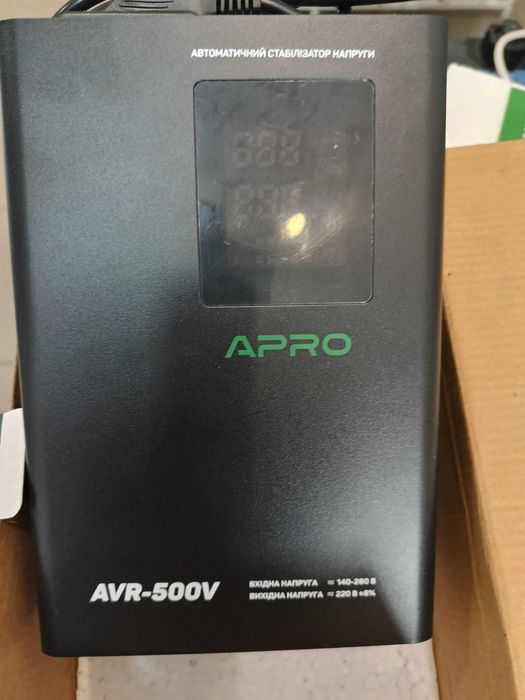 АВТОМАТИЧНИЙ СТАБІЛІЗАТОР НАПРУГИ
APRO
AVR-500V
ВХІДНА НАПРУГА ≂ 140-260 В
ВИХІДНА НАПРУГА ≂ 220 В ±8%